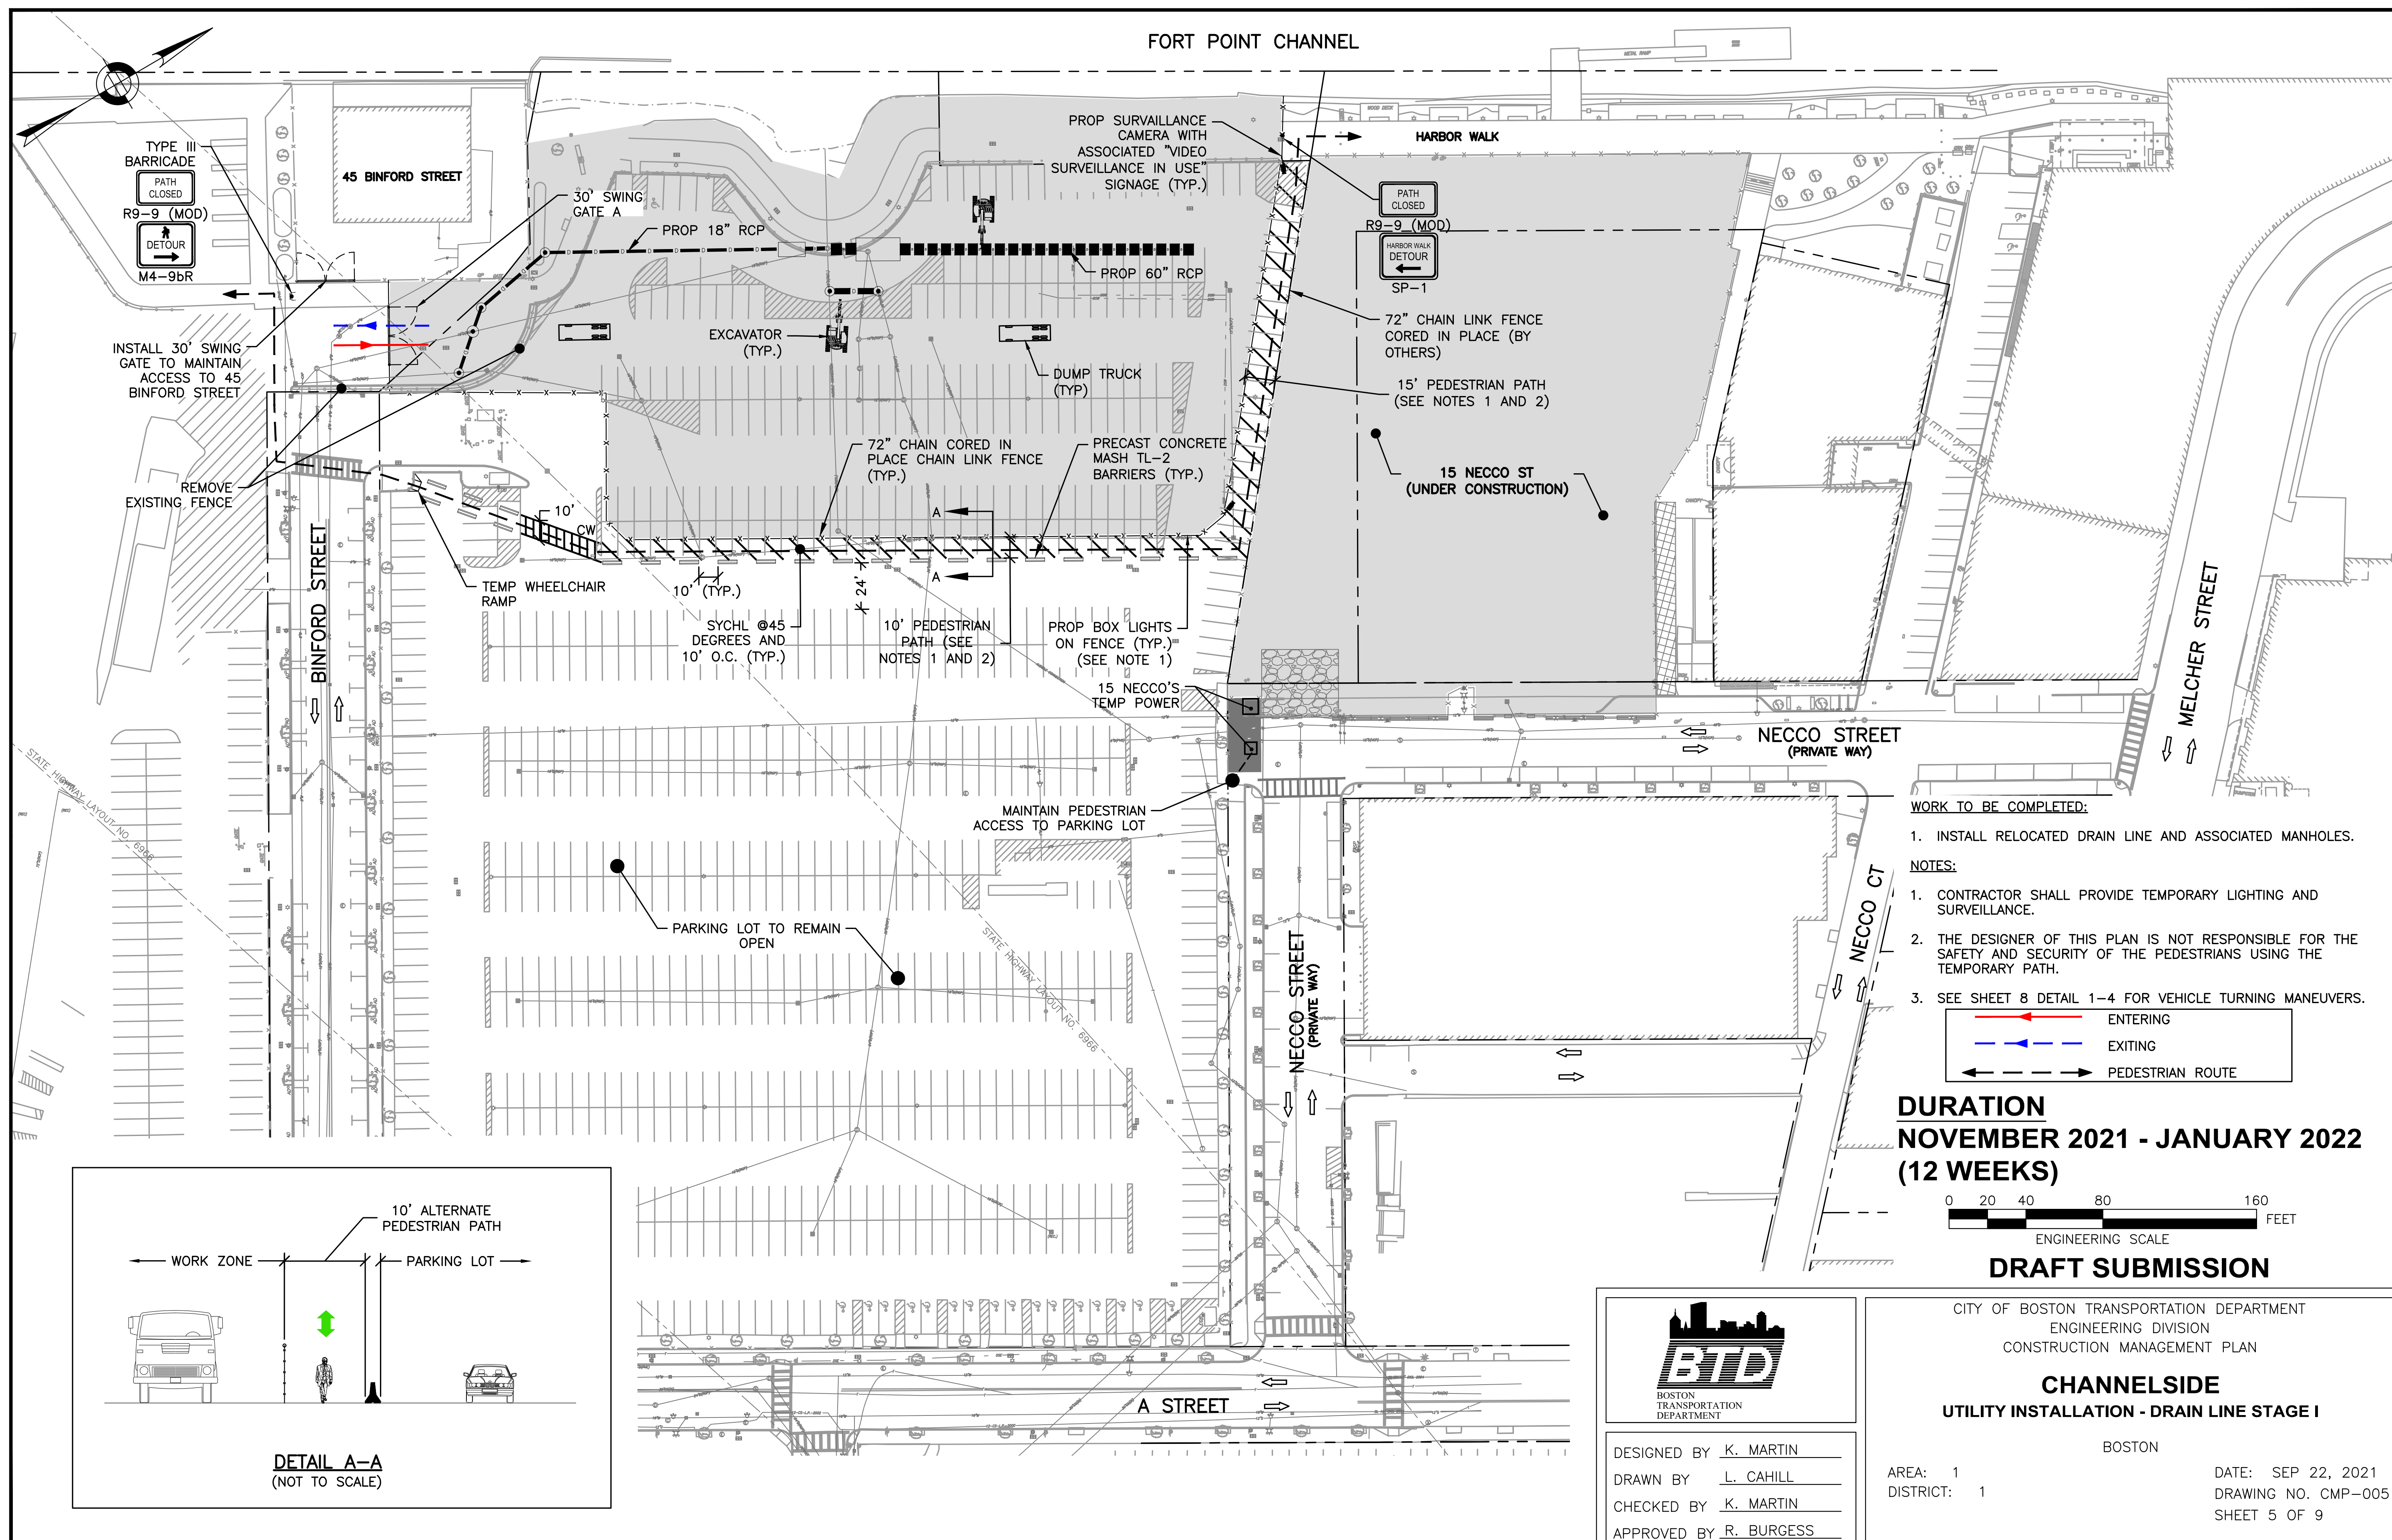 FORT POINT CHANNEL
METAL RAMP
TYPE III
BARRICADE
PATH
CLOSED
R9-9 (MOD)
DETOUR
M4-9bR
45 BINFORD STREET
30' SWING
GATE A
PROP 18" RCP
PROP SURVAILLANCE
CAMERA WITH
ASSOCIATED "VIDEO
SURVEILLANCE IN USE"
SIGNAGE (TYP.)
WOOD DECK
HARBOR WALK
PATH
CLOSED
R9-9 (MOD)
HARBOR WALK
DETOUR
SP-1
PROP 60" RCP
INSTALL 30' SWING
GATE TO MAINTAIN
ACCESS TO 45
BINFORD STREET
EXCAVATOR
(TYP.)
DUMP TRUCK
(TYP)
72" CHAIN LINK FENCE
CORED IN PLACE (BY
OTHERS)
15' PEDESTRIAN PATH
(SEE NOTES 1 AND 2)
REMOVE
EXISTING FENCE
72" CHAIN CORED IN
PLACE CHAIN LINK FENCE
(TYP.)
PRECAST CONCRETE
MASH TL-2
BARRIERS (TYP.)
15 NECCO ST
(UNDER CONSTRUCTION)
10'
CW
A
A
TEMP WHEELCHAIR
RAMP
10' (TYP.)
24'
SYCHL @45
DEGREES AND
10' O.C. (TYP.)
10' PEDESTRIAN
PATH (SEE
NOTES 1 AND 2)
PROP BOX LIGHTS
ON FENCE (TYP.)
(SEE NOTE 1)
15 NECCO'S
TEMP POWER
BINFORD STREET
MELCHER STREET
NECCO STREET
(PRIVATE WAY)
MAINTAIN PEDESTRIAN
ACCESS TO PARKING LOT
STATE HIGHWAY LAYOUT NO. 6966
PARKING LOT TO REMAIN
OPEN
STATE HIGHWAY LAYOUT NO. 6966
NECCO STREET
(PRIVATE WAY)
NECCO CT
A STREET
WORK TO BE COMPLETED:
1. INSTALL RELOCATED DRAIN LINE AND ASSOCIATED MANHOLES.
NOTES:
1. CONTRACTOR SHALL PROVIDE TEMPORARY LIGHTING AND
SURVEILLANCE.
2. THE DESIGNER OF THIS PLAN IS NOT RESPONSIBLE FOR THE
SAFETY AND SECURITY OF THE PEDESTRIANS USING THE
TEMPORARY PATH.
3. SEE SHEET 8 DETAIL 1-4 FOR VEHICLE TURNING MANEUVERS.
ENTERING
EXITING
PEDESTRIAN ROUTE
DURATION
NOVEMBER 2021 - JANUARY 2022
(12 WEEKS)
0 20 40 80 160
FEET
ENGINEERING SCALE
DRAFT SUBMISSION
10' ALTERNATE
PEDESTRIAN PATH
WORK ZONE
PARKING LOT
DETAIL A-A
(NOT TO SCALE)
BTD
BOSTON
TRANSPORTATION
DEPARTMENT
DESIGNED BY K. MARTIN
DRAWN BY L. CAHILL
CHECKED BY K. MARTIN
APPROVED BY R. BURGESS
CITY OF BOSTON TRANSPORTATION DEPARTMENT
ENGINEERING DIVISION
CONSTRUCTION MANAGEMENT PLAN
CHANNELSIDE
UTILITY INSTALLATION - DRAIN LINE STAGE I
BOSTON
AREA: 1
DISTRICT: 1
DATE: SEP 22, 2021
DRAWING NO. CMP-005
SHEET 5 OF 9